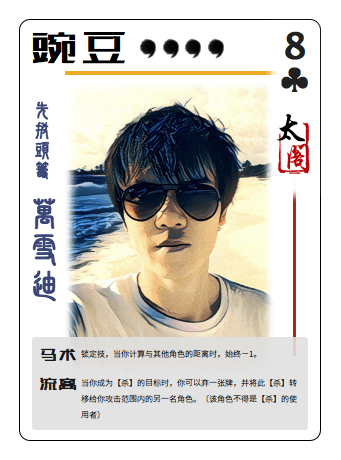 豌豆
8
太阁
先拔頭籌
萬雪迪
马术 锁定技,当你计算与其他角色的距离时,始终-1。
流离 当你成为【杀】的目标时,你可以弃一张牌,并将此【杀】转
移给你攻击范围内的另一名角色。(该角色不得是【杀】的使
用者)